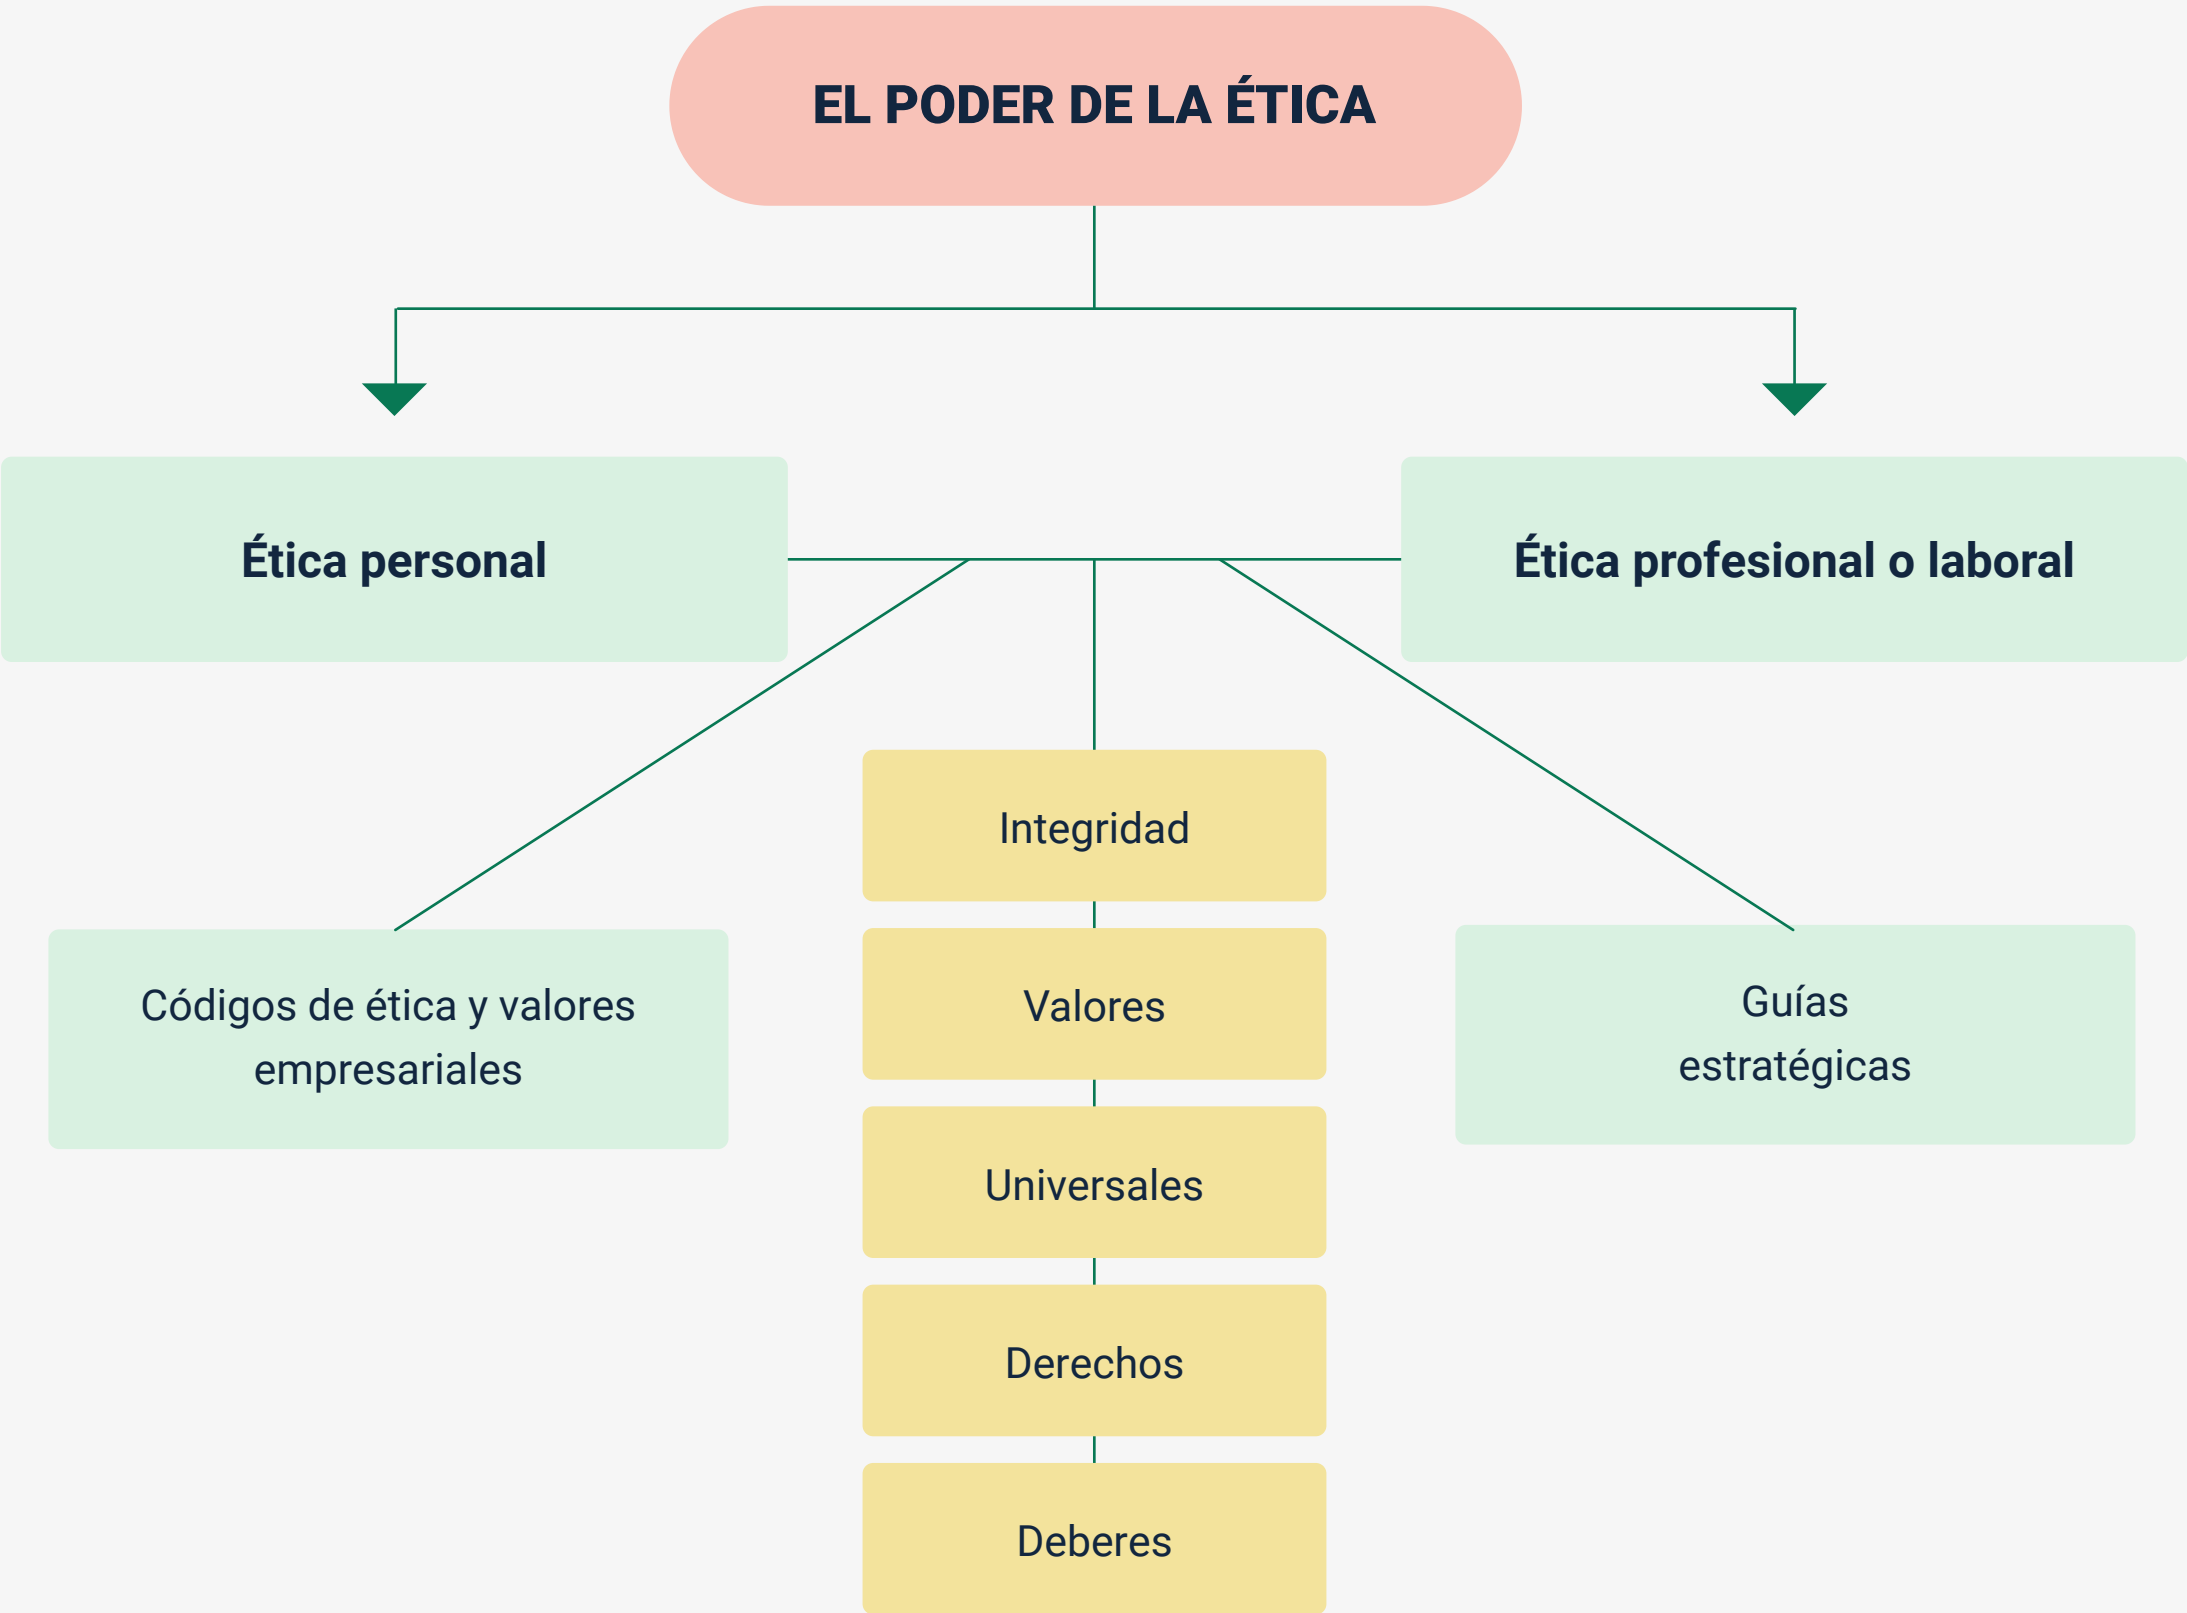 EL PODER DE LA ÉTICA
Ética personal
Ética profesional o laboral
Integridad
Valores
Universales
Derechos
Deberes
Códigos de ética y valores
empresariales
Guías
estratégicas